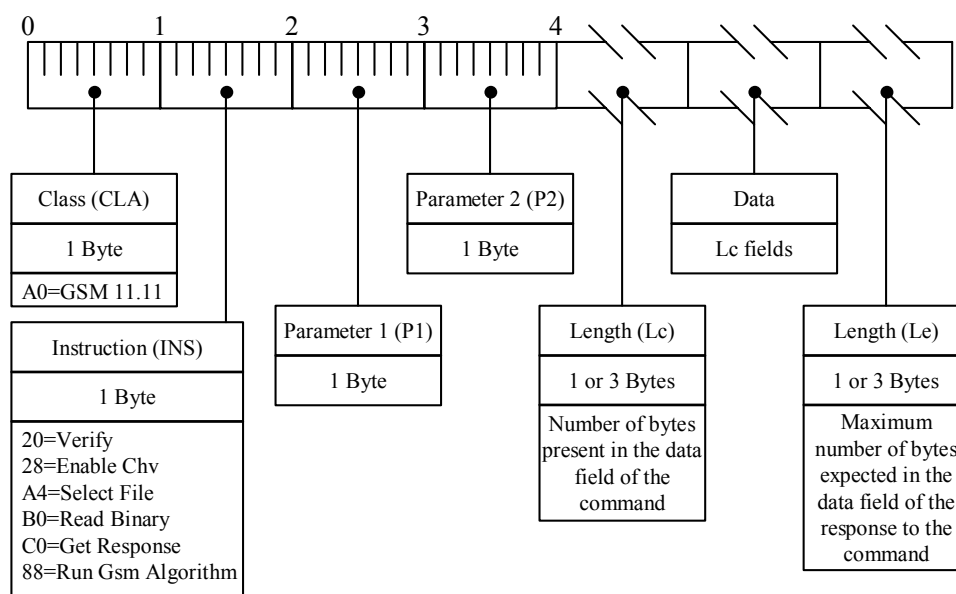 0 1 2 3 4
Class (CLA)
1 Byte
A0=GSM 11.11
Instruction (INS)
1 Byte
20=Verify
28=Enable Chv
A4=Select File
B0=Read Binary
C0=Get Response
88=Run Gsm Algorithm
Parameter 1 (P1)
1 Byte
Parameter 2 (P2)
1 Byte
Length (Lc)
1 or 3 Bytes
Number of bytes
present in the data
field of the
command
Data
Lc fields
Length (Le)
1 or 3 Bytes
Maximum
number of bytes
expected in the
data field of the
response to the
command